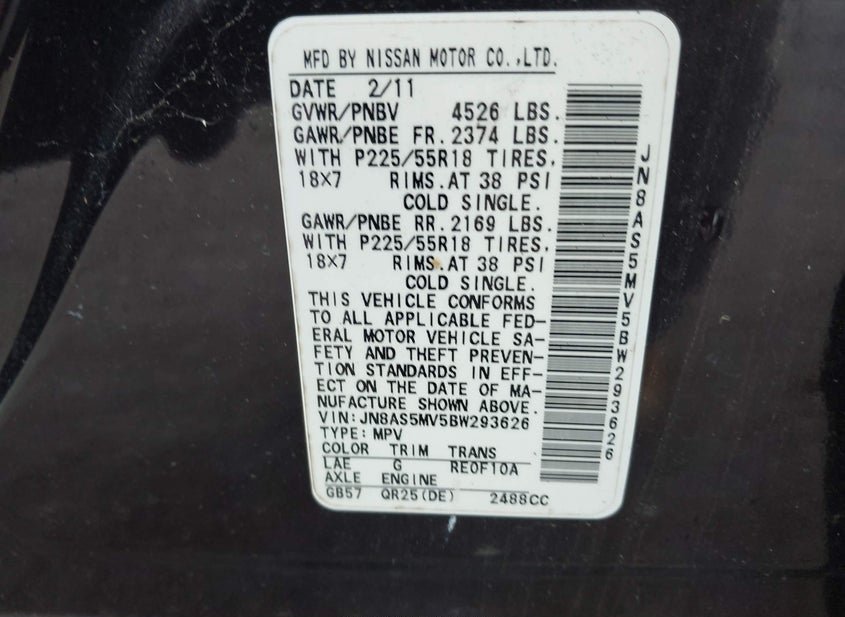 MFD BY NISSAN MOTOR CO.,LTD.
DATE 2/11
GVWR/PNBV 4526 LBS.
GAWR/PNBE FR. 2374 LBS.
WITH P225/55R18 TIRES.
18X7 RIMS.AT 38 PSI
COLD SINGLE.
GAWR/PNBE RR. 2169 LBS.
WITH P225/55R18 TIRES.
18X7 RIMS.AT 38 PSI
COLD SINGLE.
THIS VEHICLE CONFORMS
TO ALL APPLICABLE FED-
ERAL MOTOR VEHICLE SA-
FETY AND THEFT PREVEN-
TION STANDARDS IN EFF-
ECT ON THE DATE OF MA-
NUFACTURE SHOWN ABOVE.
VIN:JN8AS5MV5BW293626
TYPE:MPV
COLOR TRIM TRANS
LAE G RE0F10A
AXLE ENGINE
GB57 QR25(DE) 2488CC
JN8AS5MV5BW293626